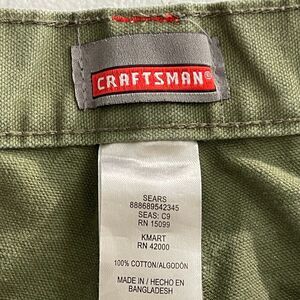 CRAFTSMAN®
SEARS
888689542345
SEAS: C9
RN 15099
KMART
RN 42000
100% COTTON/ALGODÓN
MADE IN / HECHO EN
BANGLADESH